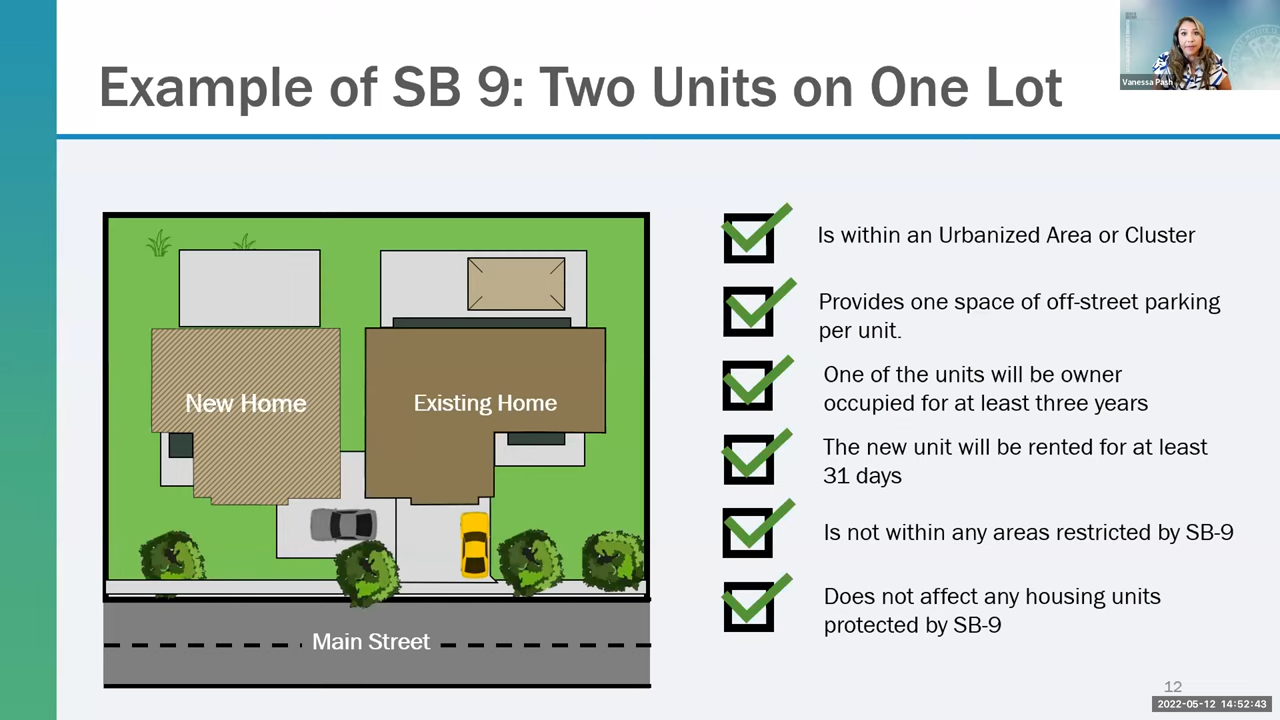 Example of SB 9: Two Units on One Lot
Vanessa Pash
New Home
Existing Home
Main Street
Is within an Urbanized Area or Cluster
Provides one space of off-street parking
per unit.
One of the units will be owner
occupied for at least three years
The new unit will be rented for at least
31 days
Is not within any areas restricted by SB-9
Does not affect any housing units
protected by SB-9
12
2022-05-12 14:52:43